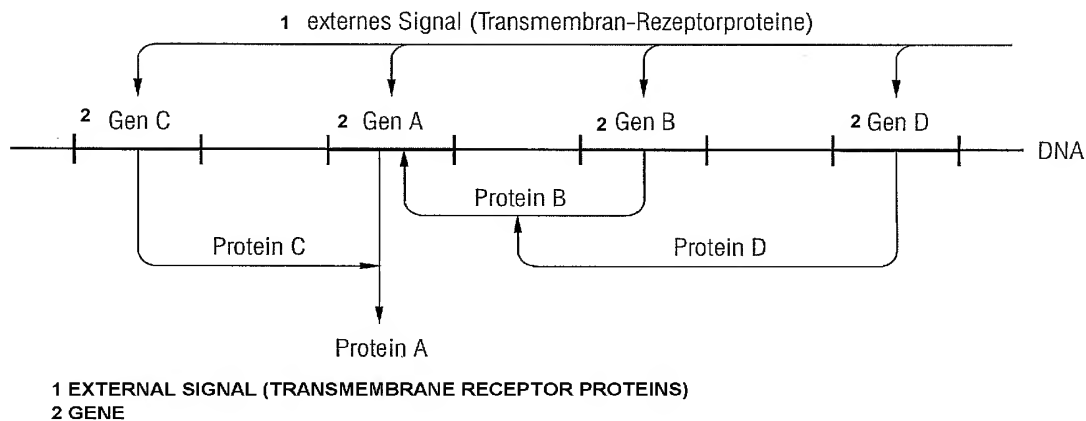 1 externes Signal (Transmembran-Rezeptorproteine)
2 Gen C
2 Gen A
2 Gen B
2 Gen D
DNA
Protein B
Protein C
Protein D
Protein A
1 EXTERNAL SIGNAL (TRANSMEMBRANE RECEPTOR PROTEINS)
2 GENE